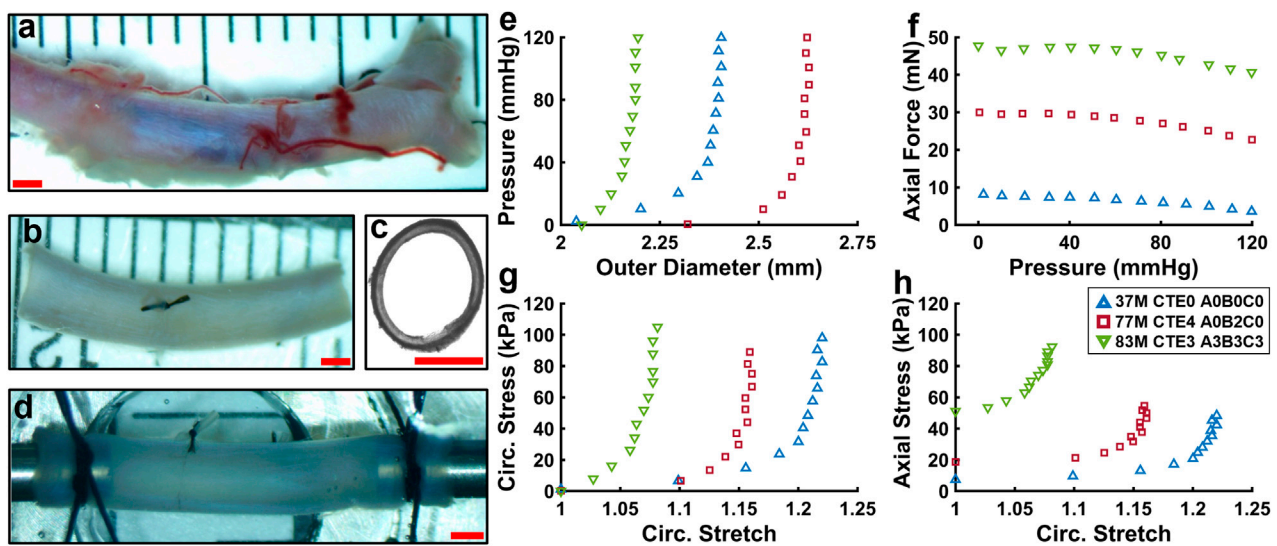 a
b
c
d
e
Pressure (mmHg)
120
80
40
0
2
2.25
2.5
2.75
Outer Diameter (mm)
f
Axial Force (mN)
50
40
30
20
10
0
0
40
80
120
Pressure (mmHg)
g
Circ. Stress (kPa)
120
100
80
60
40
20
0
1
1.05
1.1
1.15
1.2
1.25
Circ. Stretch
h
Axial Stress (kPa)
120
100
80
60
40
20
0
1
1.05
1.1
1.15
1.2
1.25
Circ. Stretch
37M CTE0 A0B0C0
77M CTE4 A0B2C0
83M CTE3 A3B3C3